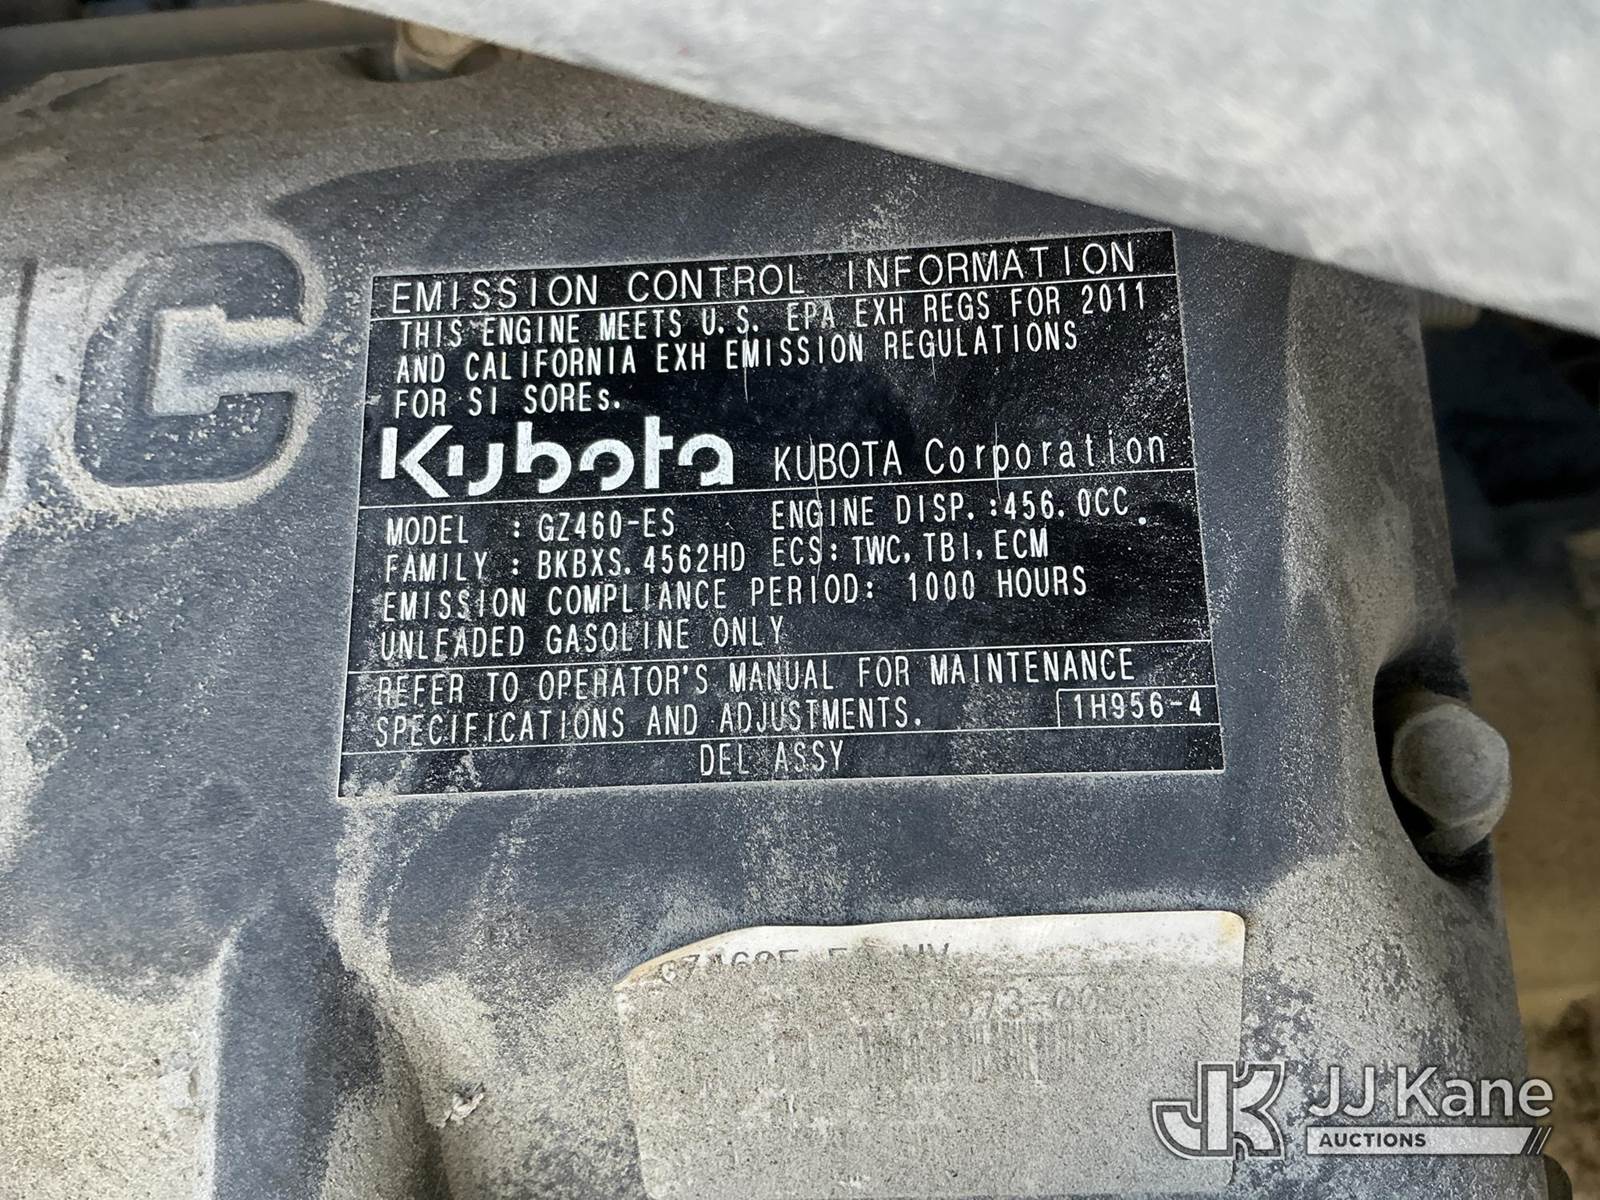 EMISSION CONTROL INFORMATION
THIS ENGINE MEETS U.S. EPA EXH REGS FOR 2011
AND CALIFORNIA EXH EMISSION REGULATIONS
FOR SI SOREs.
Kubota KUBOTA Corporation
MODEL : GZ460-ES ENGINE DISP.:456.0CC
FAMILY : BKBXS.4562HD ECS: TWC, TBI, ECM
EMISSION COMPLIANCE PERIOD: 1000 HOURS
UNLEADED GASOLINE ONLY
REFER TO OPERATOR'S MANUAL FOR MAINTENANCE
SPECIFICATIONS AND ADJUSTMENTS. 1H956-4
DEL ASSY
JK JJ Kane
AUCTIONS